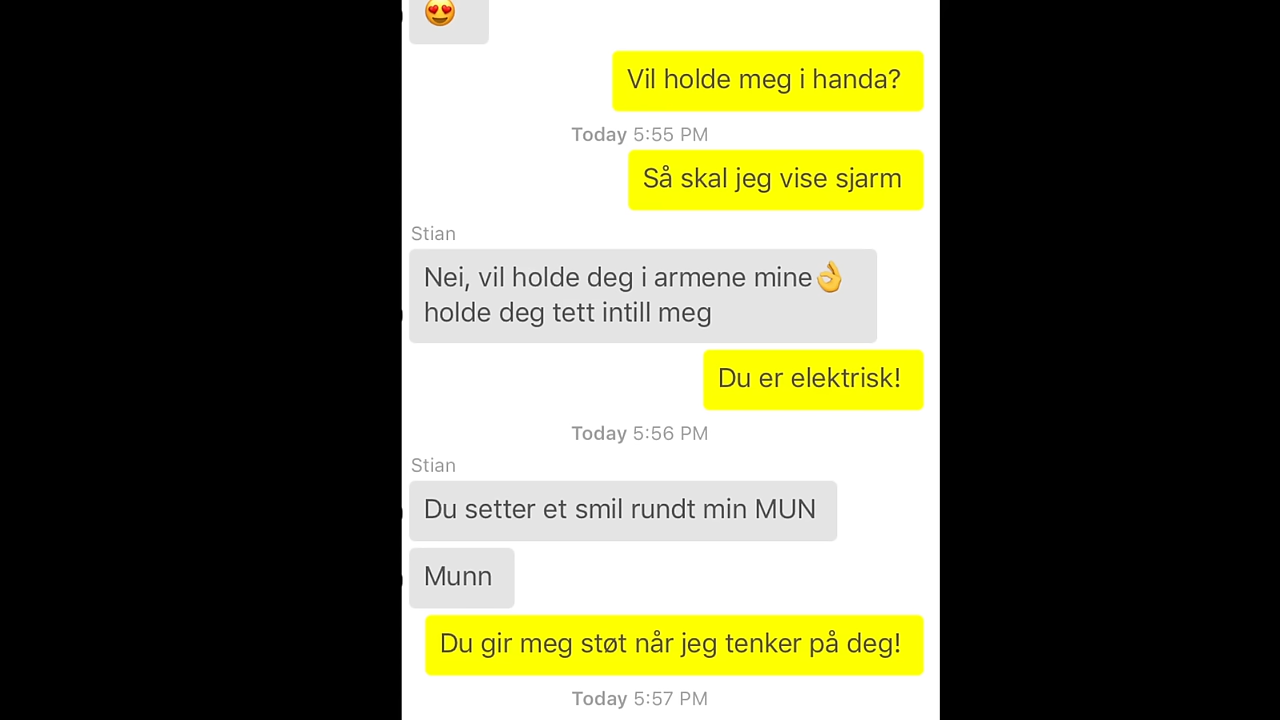 Vil holde meg i handa?
Today 5:55 PM
Så skal jeg vise sjarm
Stian
Nei, vil holde deg i armene mine👌
holde deg tett intill meg
Du er elektrisk!
Today 5:56 PM
Stian
Du setter et smil rundt min MUN
Munn
Du gir meg støt når jeg tenker på deg!
Today 5:57 PM